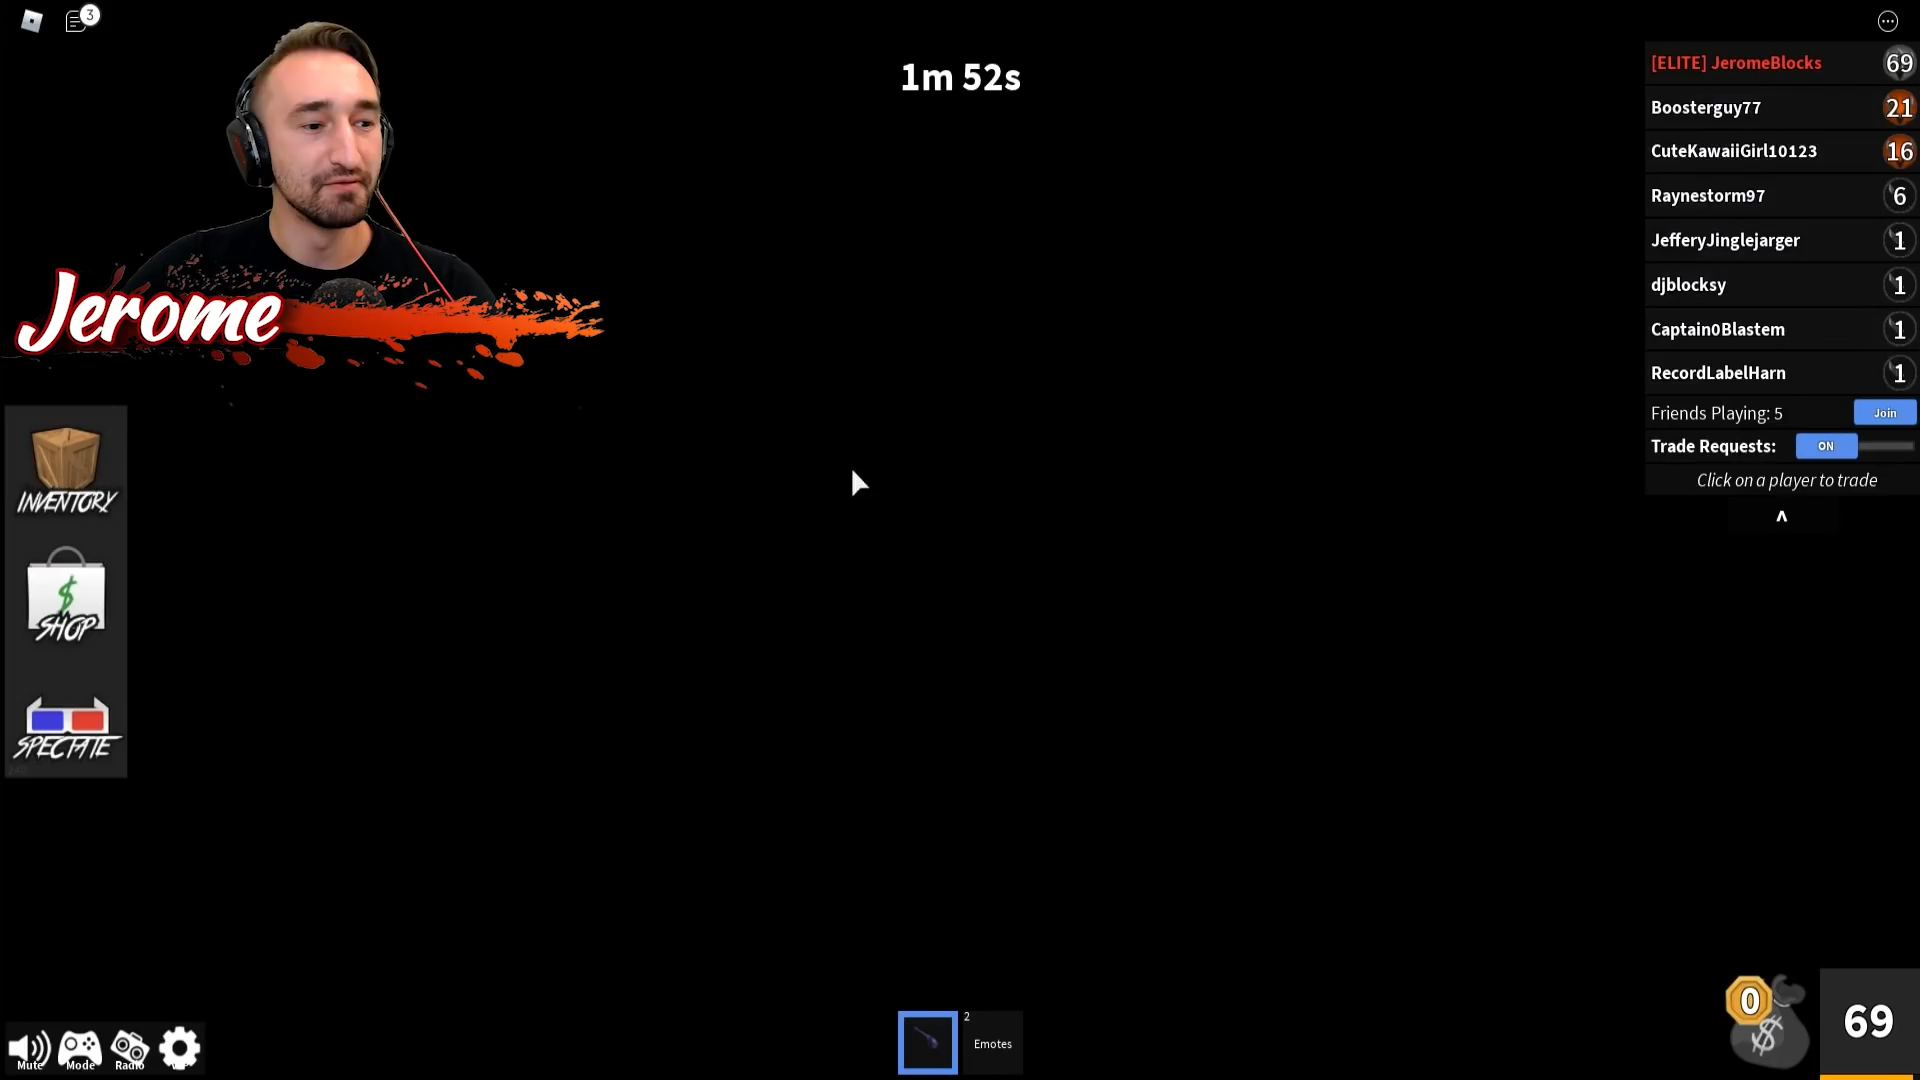 3
1m 52s
Jerome
[ELITE] JeromeBlocks 69
Boosterguy77 21
CuteKawaiiGirl10123 16
Raynestorm97 6
JefferyJinglejarger 1
djblocksy 1
Captain0Blastem 1
RecordLabelHarn 1
Friends Playing: 5 Join
Trade Requests: ON
Click on a player to trade
INVENTORY
$
SHOP
SPECTATE
Mute Mode Radio
2
Emotes
0
$
69